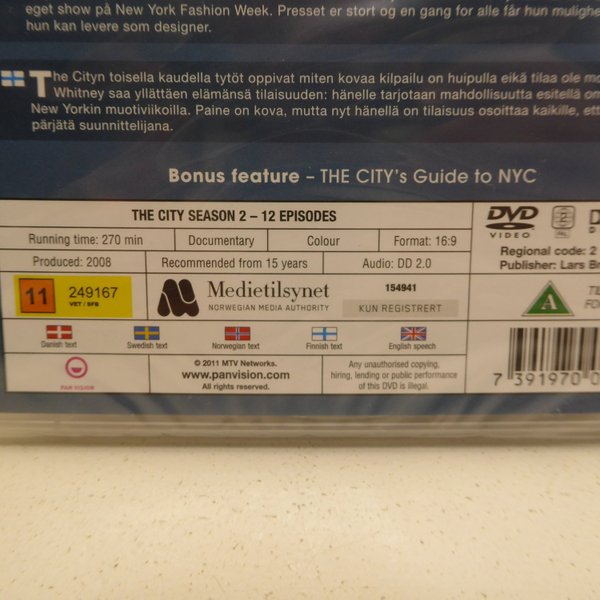 eget show på New York Fashion Week. Presset er stort og en gang for alle får hun
hun kan levere som designer.
The Cityn toisella kaudella tytöt oppivat miten kovaa kilpailu on huipulla eikä tilaa ole
Whitney saa yllättäen elämänsä tilaisuuden: hänelle tarjotaan mahdollisuutta esitellä
New Yorkin muotiviikoilla. Paine on kova, mutta nyt hänellä on tilaisuus osoittaa kaikille,
pärjätä suunnittelijana.
Bonus feature – THE CITY's Guide to NYC
THE CITY SEASON 2 – 12 EPISODES
Running time: 270 min
Documentary
Colour
Format: 16:9
Produced: 2008
Recommended from 15 years
Audio: DD 2.0
11
249167
VET / SFB
Medietilsynet
NORWEGIAN MEDIA AUTHORITY
154941
KUN REGISTRERT
Danish text
Swedish text
Norwegian text
Finnish text
English speech
PAN VISION
© 2011 MTV Networks.
www.panvision.com
All rights reserved.
Any unauthorised copying,
hiring, lending or public performance
of this DVD is illegal.
DVD
VIDEO
2
PAL
Regional code: 2
Publisher: Lars
A
7 391970 0